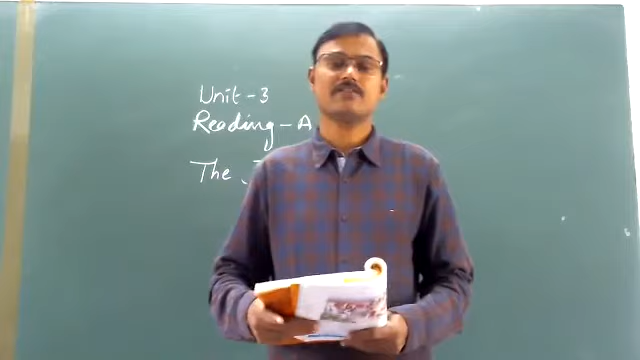 Unit - 3
Reading - A
The